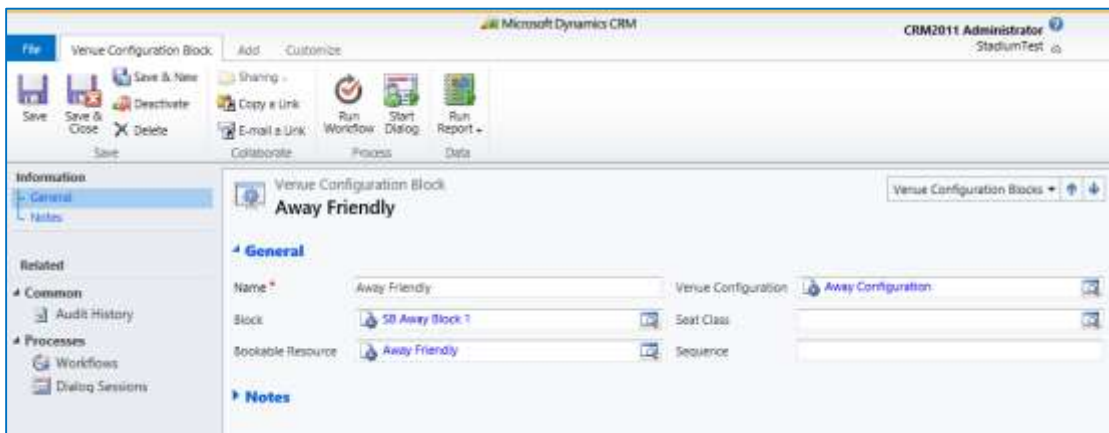 Microsoft Dynamics CRM
CRM2011 Administrator
StadiumTest
File
Venue Configuration Block
Add
Customize
Save
Save & Close
Save & New
Deactivate
Delete
Save
Sharing
Copy a Link
E-mail a Link
Collaborate
Run Workflow
Start Dialog
Process
Run Report
Data
Information
General
Notes
Related
Common
Audit History
Processes
Workflows
Dialog Sessions
Venue Configuration Block
Away Friendly
Venue Configuration Blocks
General
Name * Away Friendly Venue Configuration Away Configuration
Block SB Away Block 1 Seat Class
Bookable Resource Away Friendly Sequence
Notes